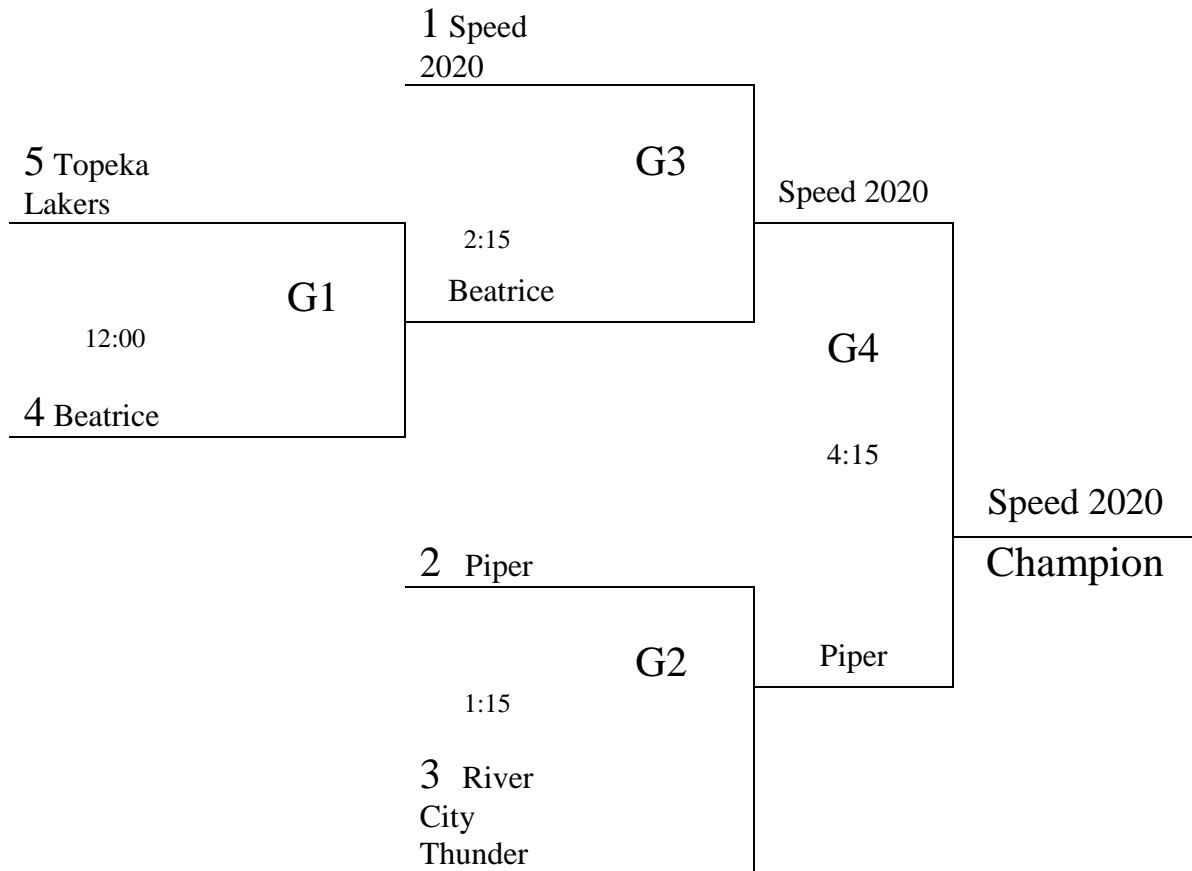 1 Speed
2020
5 Topeka
Lakers
G3
Speed 2020
2:15
Beatrice
G1
12:00
G4
4 Beatrice
4:15
Speed 2020
Champion
2 Piper
G2
Piper
1:15
3 River
City
Thunder